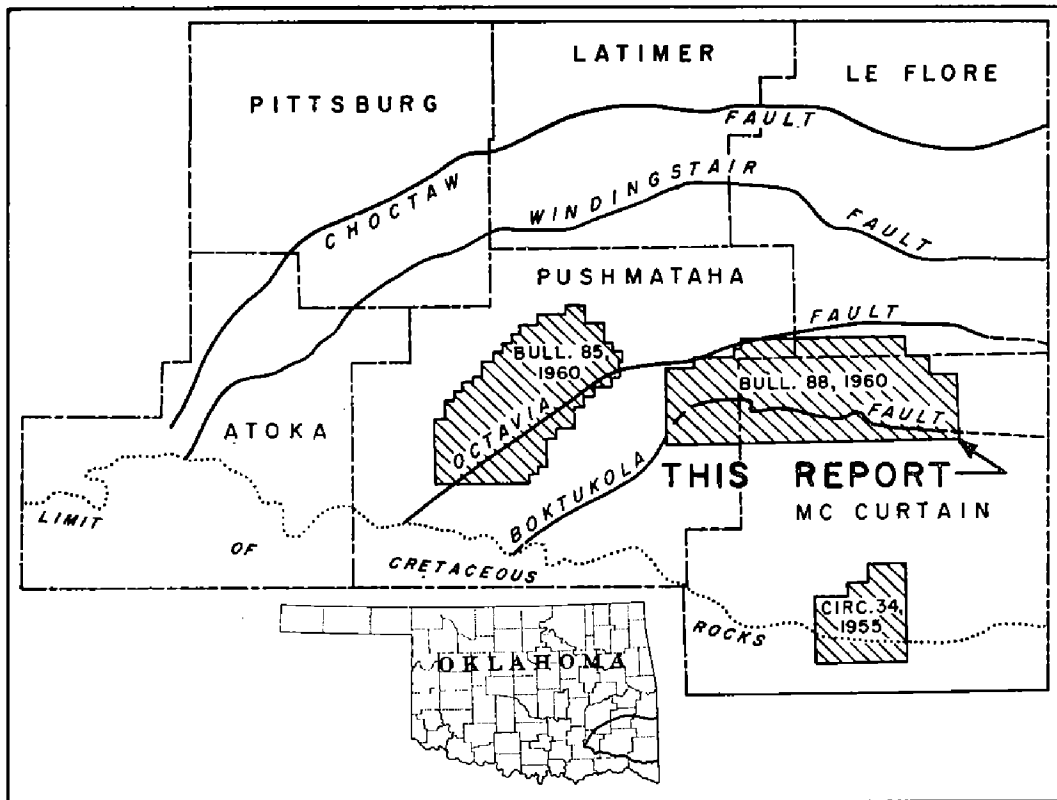 LATIMER
LE FLORE
PITTSBURG
FAULT
CHOCTAW
WINDINGSTAIR
FAULT
PUSHMATAHA
FAULT
BULL. 85,
1960
BULL. 88, 1960
OCTAVIA
FAULT
ATOKA
BOKTUKOLA
THIS REPORT
MC CURTAIN
LIMIT
OF
CRETACEOUS
ROCKS
CIRC. 34,
1955
OKLAHOMA